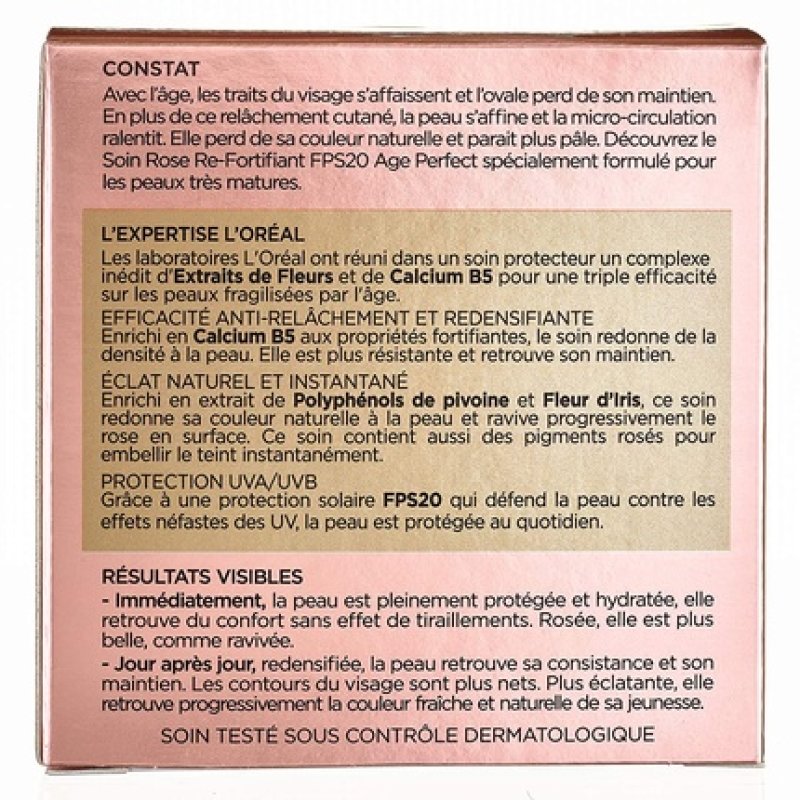 CONSTAT
Avec l'âge, les traits du visage s'affaissent et l'ovale perd de son maintien.
En plus de ce relâchement cutané, la peau s'affine et la micro-circulation
ralentit. Elle perd de sa couleur naturelle et parait plus pâle. Découvrez le
Soin Rose Re-Fortifiant FPS20 Age Perfect spécialement formulé pour
les peaux très matures.
L'EXPERTISE L'ORÉAL
Les laboratoires L'Oréal ont réuni dans un soin protecteur un complexe
inédit d'Extraits de Fleurs et de Calcium B5 pour une triple efficacité
sur les peaux fragilisées par l'âge.
EFFICACITÉ ANTI-RELÂCHEMENT ET REDENSIFIANTE
Enrichi en Calcium B5 aux propriétés fortifiantes, le soin redonne de la
densité à la peau. Elle est plus résistante et retrouve son maintien.
ÉCLAT NATUREL ET INSTANTANÉ
Enrichi en extrait de Polyphénols de pivoine et Fleur d'Iris, ce soin
redonne sa couleur naturelle à la peau et ravive progressivement le
rose en surface. Ce soin contient aussi des pigments rosés pour
embellir le teint instantanément.
PROTECTION UVA/UVB
Grâce à une protection solaire FPS20 qui défend la peau contre les
effets néfastes des UV, la peau est protégée au quotidien.
RÉSULTATS VISIBLES
- Immédiatement, la peau est pleinement protégée et hydratée, elle
retrouve du confort sans effet de tiraillements. Rosée, elle est plus
belle, comme ravivée.
- Jour après jour, redensifiée, la peau retrouve sa consistance et son
maintien. Les contours du visage sont plus nets. Plus éclatante, elle
retrouve progressivement la couleur fraîche et naturelle de sa jeunesse.
SOIN TESTÉ SOUS CONTRÔLE DERMATOLOGIQUE